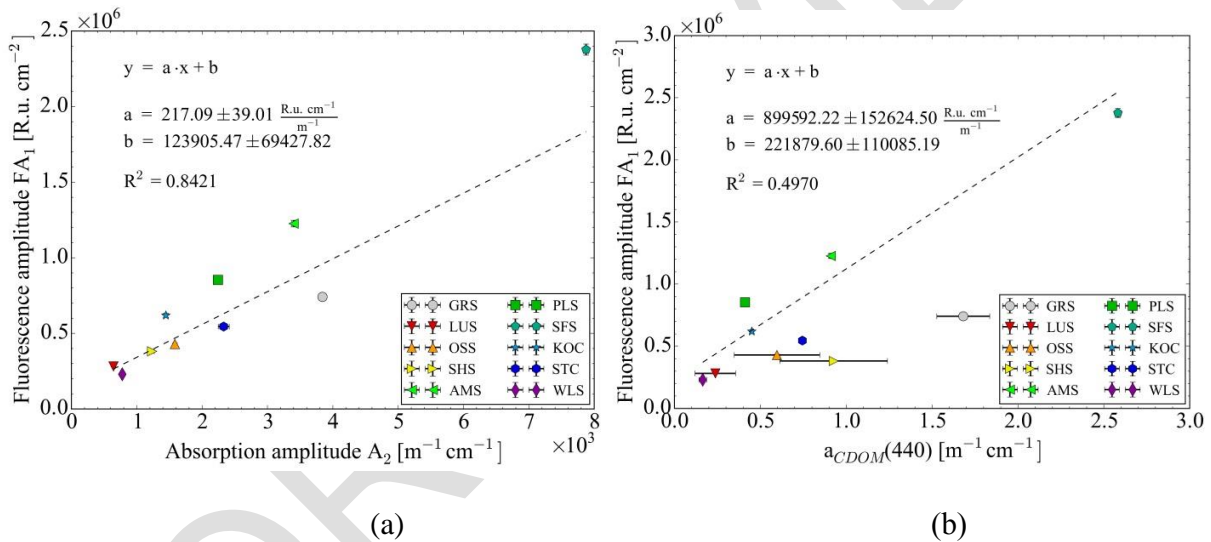 ×10⁶
2.5
2.0
1.5
1.0
0.5
0.0
Fluorescence amplitude FA₁ [R.u. cm⁻²]
y = a·x + b
a = 217.09 ± 39.01 R.u. cm⁻¹ / m⁻¹
b = 123905.47 ± 69427.82
R² = 0.8421
GRS PLS
LUS SFS
OSS KOC
SHS STC
AMS WLS
0 1 2 3 4 5 6 7 8
Absorption amplitude A₂ [m⁻¹ cm⁻¹] ×10³
(a)
×10⁶
3.0
2.5
2.0
1.5
1.0
0.5
0.0
Fluorescence amplitude FA₁ [R.u. cm⁻²]
y = a·x + b
a = 899592.22 ± 152624.50 R.u. cm⁻¹ / m⁻¹
b = 221879.60 ± 110085.19
R² = 0.4970
GRS PLS
LUS SFS
OSS KOC
SHS STC
AMS WLS
0.0 0.5 1.0 1.5 2.0 2.5 3.0
a_CDOM(440) [m⁻¹ cm⁻¹]
(b)